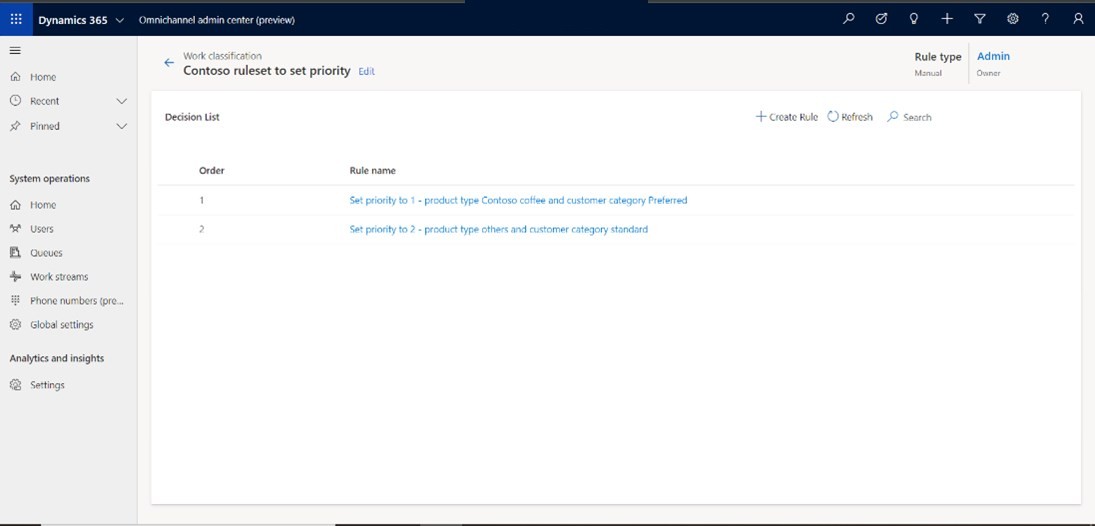 Dynamics 365 Omnichannel admin center (preview)
Work classification
Contoso ruleset to set priority Edit
Rule type Admin
Manual Owner
Home
Recent
Pinned
System operations
Home
Users
Queues
Work streams
Phone numbers (pre...
Global settings
Analytics and insights
Settings
Decision List
Create Rule Refresh Search
Order Rule name
1 Set priority to 1 - product type Contoso coffee and customer category Preferred
2 Set priority to 2 - product type others and customer category standard